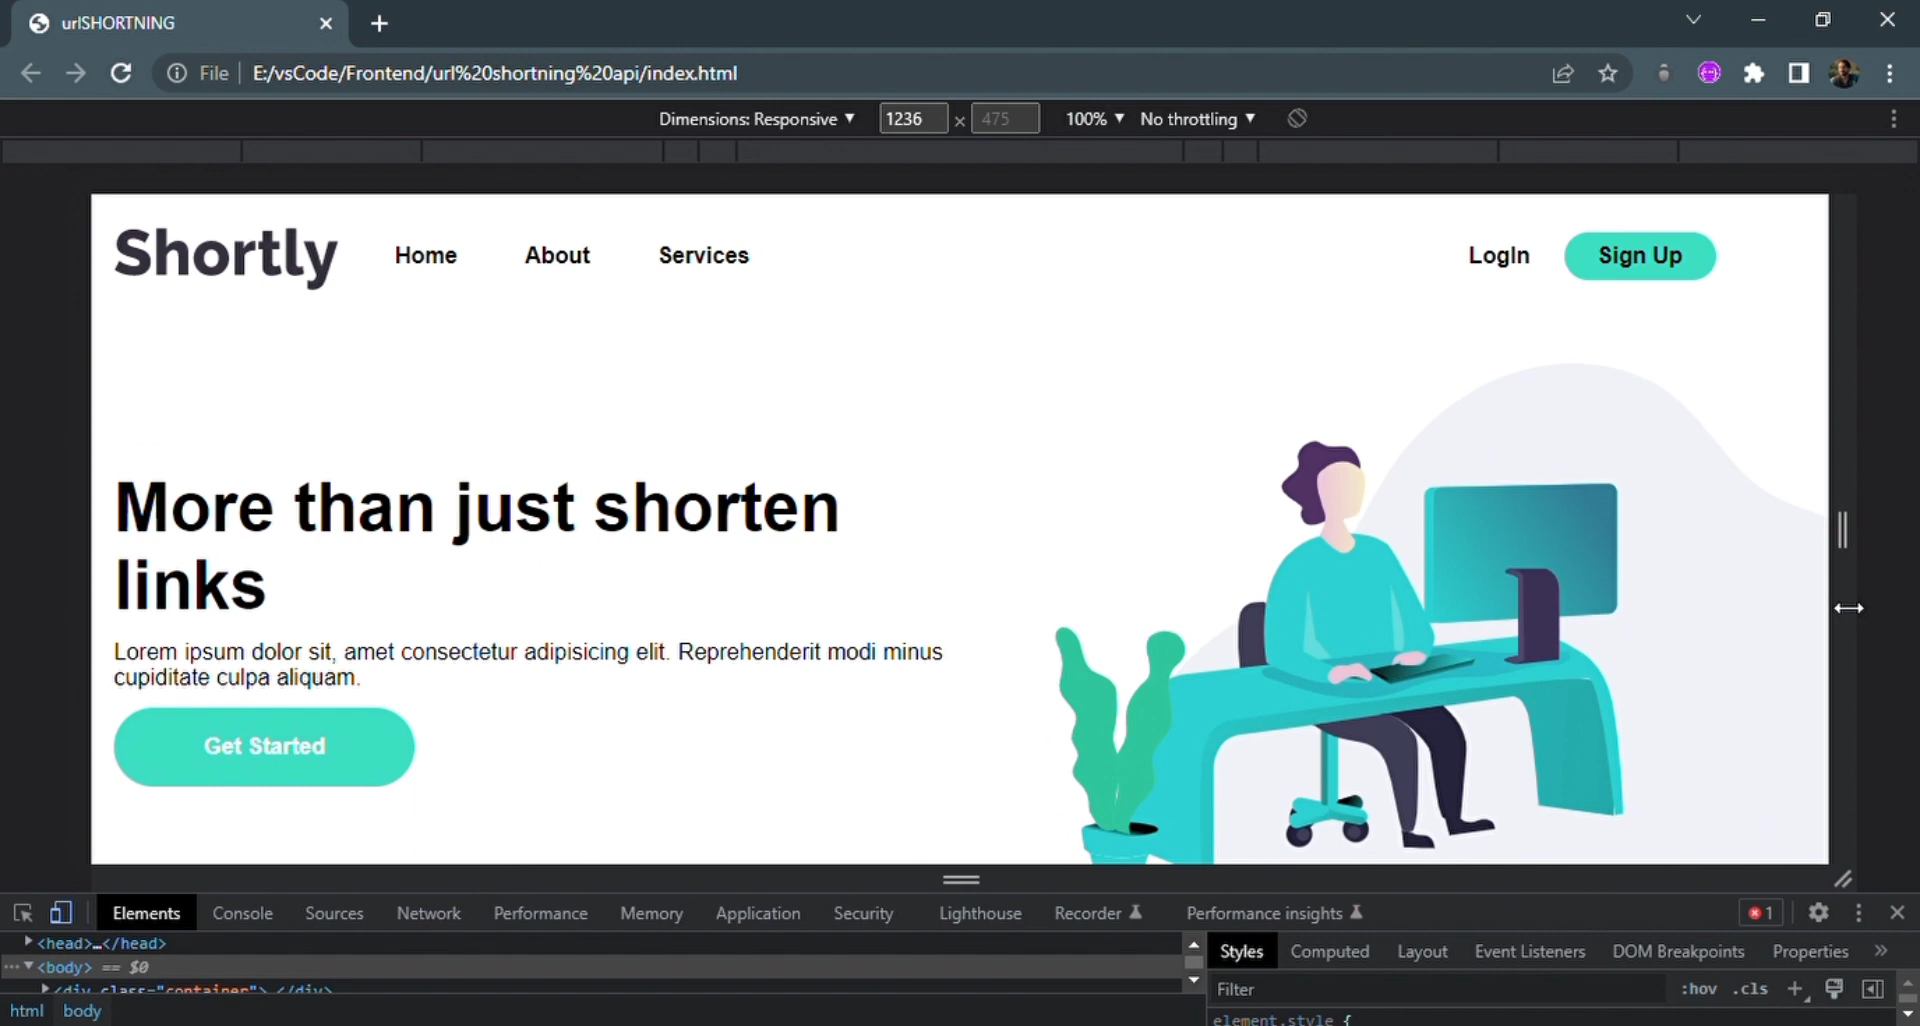 urlSHORTNING
File E:/vsCode/Frontend/url%20shortning%20api/index.html
Dimensions: Responsive 1236 × 475 100% No throttling
Shortly Home About Services LogIn Sign Up
More than just shorten
links
Lorem ipsum dolor sit, amet consectetur adipisicing elit. Reprehenderit modi minus
cupiditate culpa aliquam.
Get Started
Elements Console Sources Network Performance Memory Application Security Lighthouse Recorder Performance insights 1
<head>…</head>
<body> == $0
<div class="container"> </div>
html body
Styles Computed Layout Event Listeners DOM Breakpoints Properties
Filter :hov .cls
element.style {